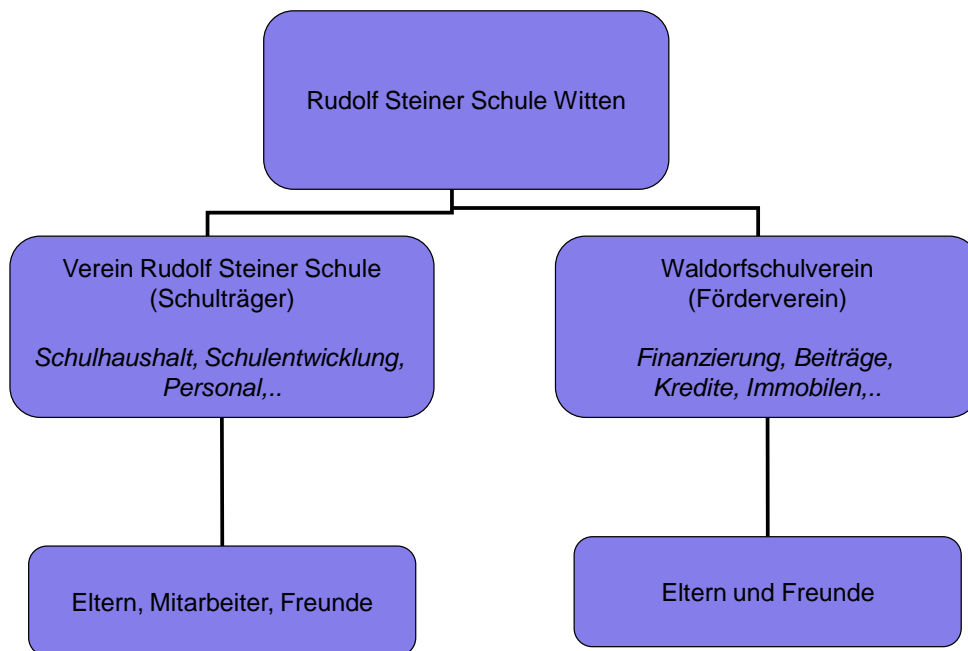 Rudolf Steiner Schule Witten
Verein Rudolf Steiner Schule
(Schulträger)
Schulhaushalt, Schulentwicklung,
Personal,..
Waldorfschulverein
(Förderverein)
Finanzierung, Beiträge,
Kredite, Immobilen,..
Eltern, Mitarbeiter, Freunde
Eltern und Freunde